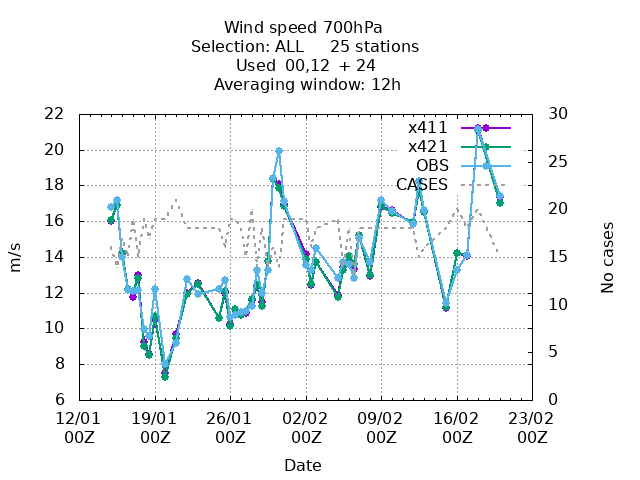 Wind speed 700hPa
Selection: ALL     25 stations
Used  00,12  + 24
Averaging window: 12h
22
20
18
16
14
12
10
8
6
30
25
20
15
10
5
0
x411
x421
OBS
CASES
m/s
No cases
12/01 19/01 26/01 02/02 09/02 16/02 23/02
00Z 00Z 00Z 00Z 00Z 00Z 00Z
Date